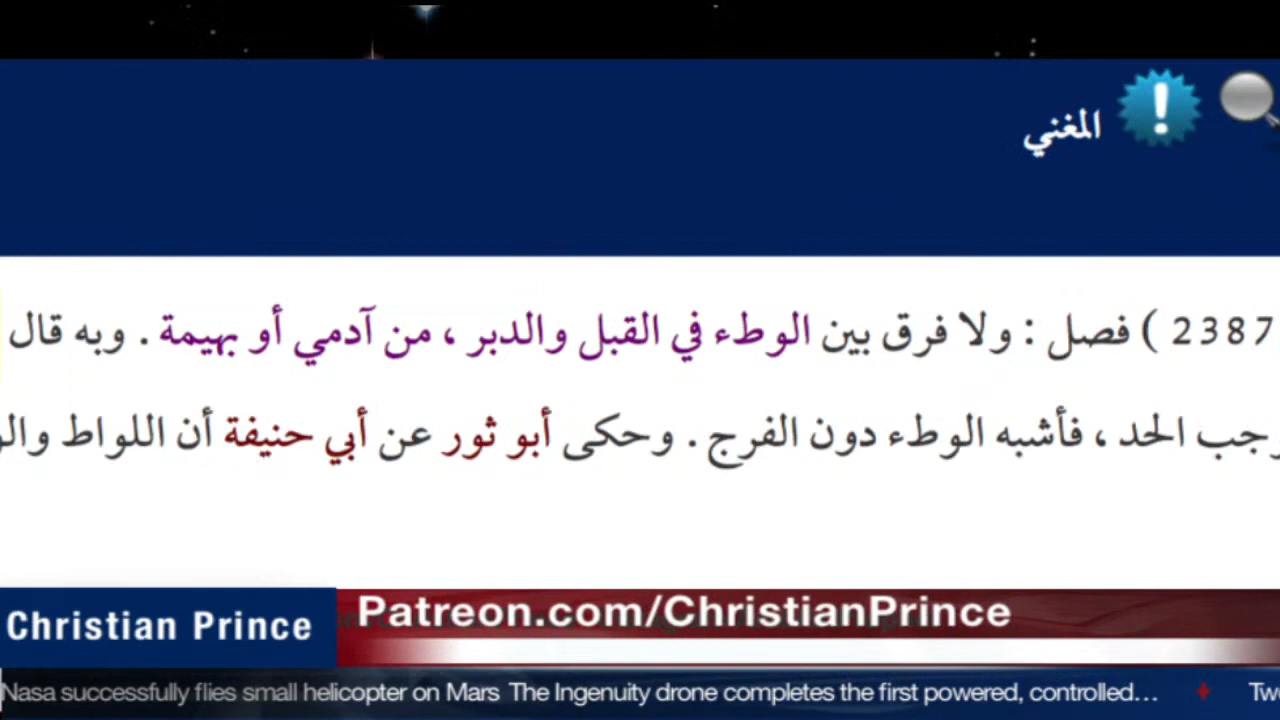 المغني
2387 ) فصل : ولا فرق بين الوطء في القبل والدبر ، من آدمي أو بهيمة . وبه قال
جب الحد ، فأشبه الوطء دون الفرج . وحكى أبو ثور عن أبي حنيفة أن اللواط
Christian Prince
Patreon.com/ChristianPrince
Nasa successfully flies small helicopter on Mars The Ingenuity drone completes the first powered, controlled...